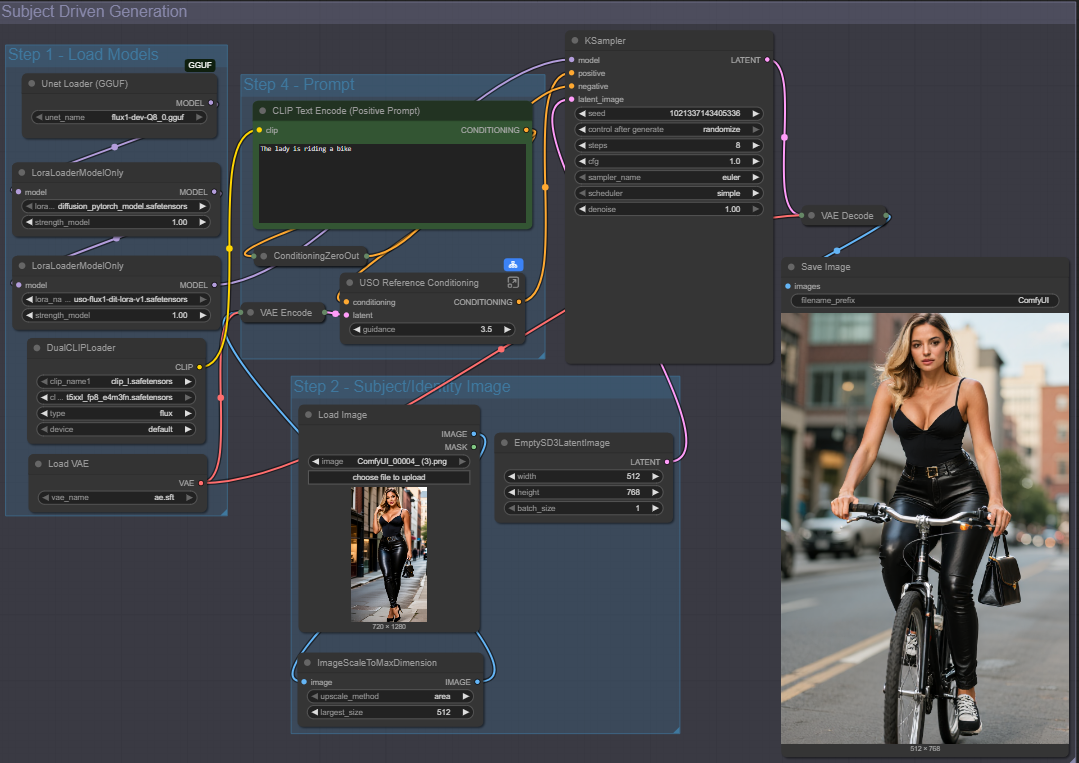 Subject Driven Generation
Step 1 - Load Models
GGUF
Unet Loader (GGUF)
MODEL
unet_name flux1-dev-Q8_0.gguf
LoraLoaderModelOnly
model MODEL
lora... diffusion_pytorch_model.safetensors
strength_model 1.00
LoraLoaderModelOnly
model MODEL
lora_na ... uso-flux1-dit-lora-v1.safetensors
strength_model 1.00
DualCLIPLoader
CLIP
clip_name1 clip_l.safetensors
cl ... t5xxl_fp8_e4m3fn.safetensors
type flux
device default
Load VAE
VAE
vae_name ae.sft
Step 4 - Prompt
CLIP Text Encode (Positive Prompt)
clip CONDITIONING
The lady is riding a bike
ConditioningZeroOut
USO Reference Conditioning
conditioning CONDITIONING
latent
guidance 3.5
VAE Encode
Step 2 - Subject/Identity Image
Load Image
IMAGE
MASK
image ComfyUI_00004_ (3).png
choose file to upload
720 × 1280
ImageScaleToMaxDimension
image IMAGE
upscale_method area
largest_size 512
EmptySD3LatentImage
LATENT
width 512
height 768
batch_size 1
KSampler
model LATENT
positive
negative
latent_image
seed 1021337143405336
control after generate randomize
steps 8
cfg 1.0
sampler_name euler
scheduler simple
denoise 1.00
VAE Decode
Save Image
images
filename_prefix ComfyUI
512 × 768